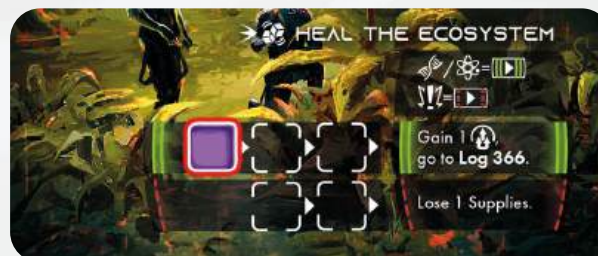 HEAL THE ECOSYSTEM
/ =
=
Gain 1 ,
go to Log 366.
Lose 1 Supplies.